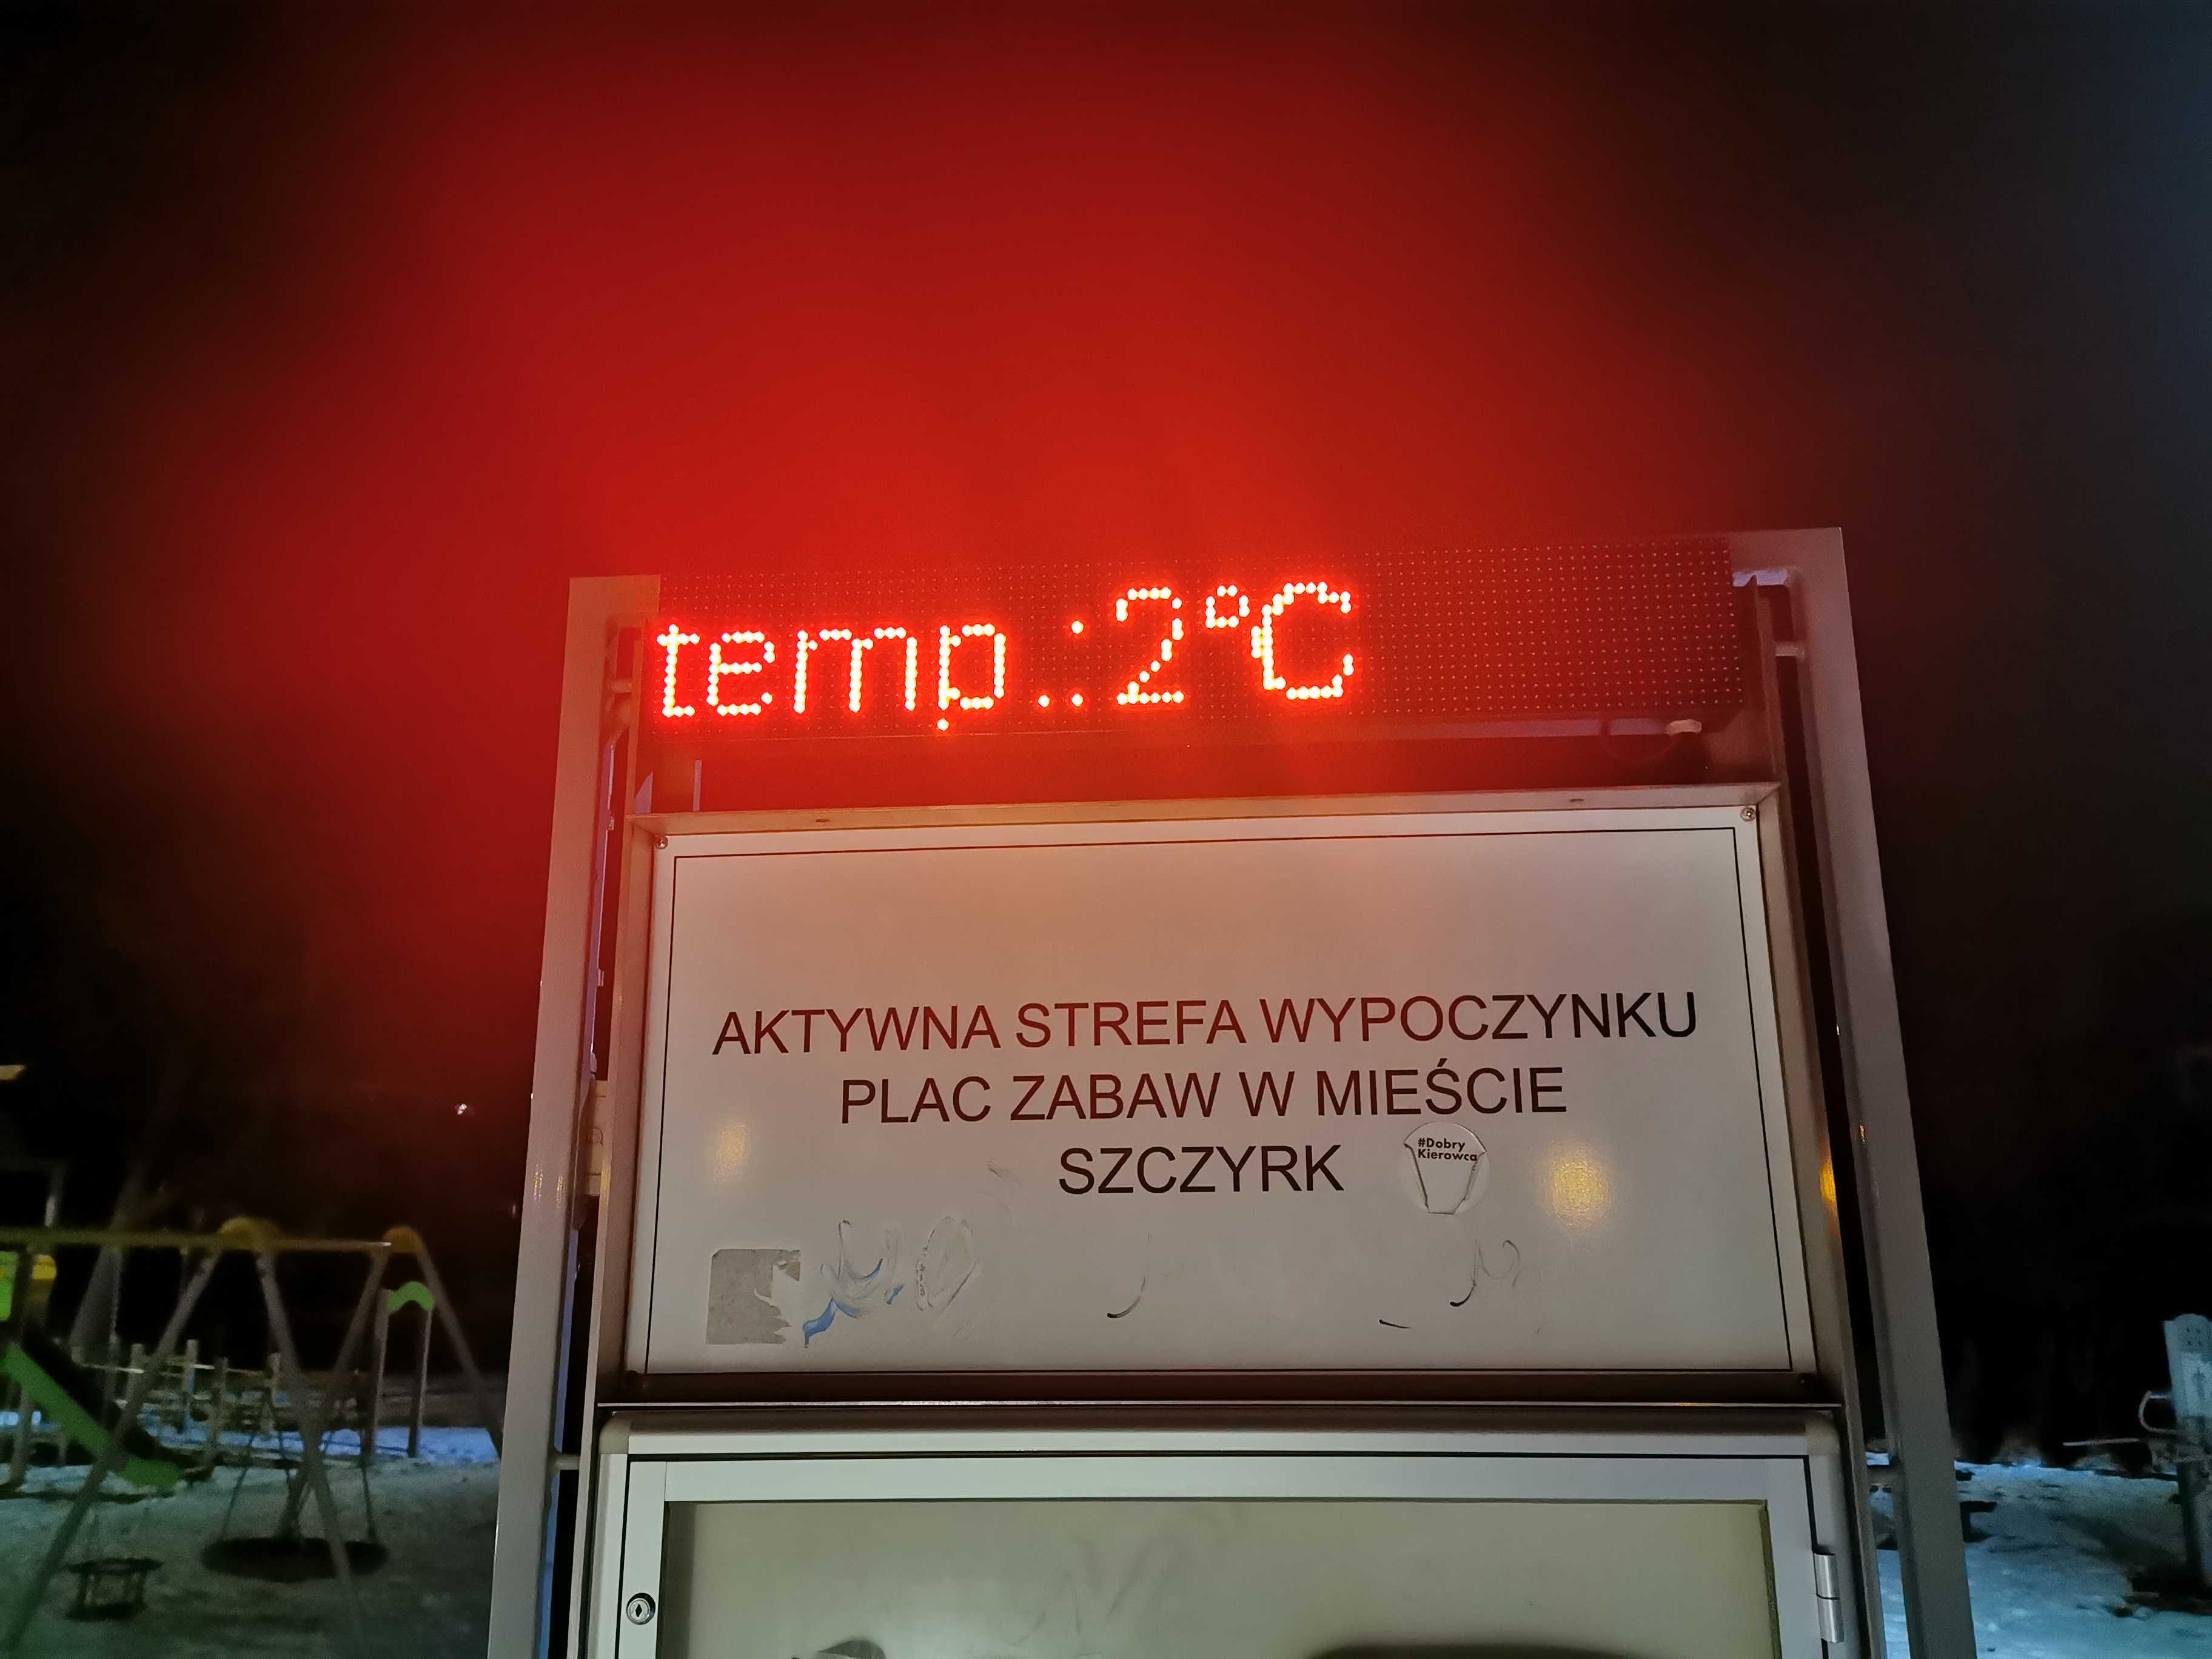 temp.:2°C
AKTYWNA STREFA WYPOCZYNKU
PLAC ZABAW W MIEŚCIE
SZCZYRK
#Dobry
Kierowca